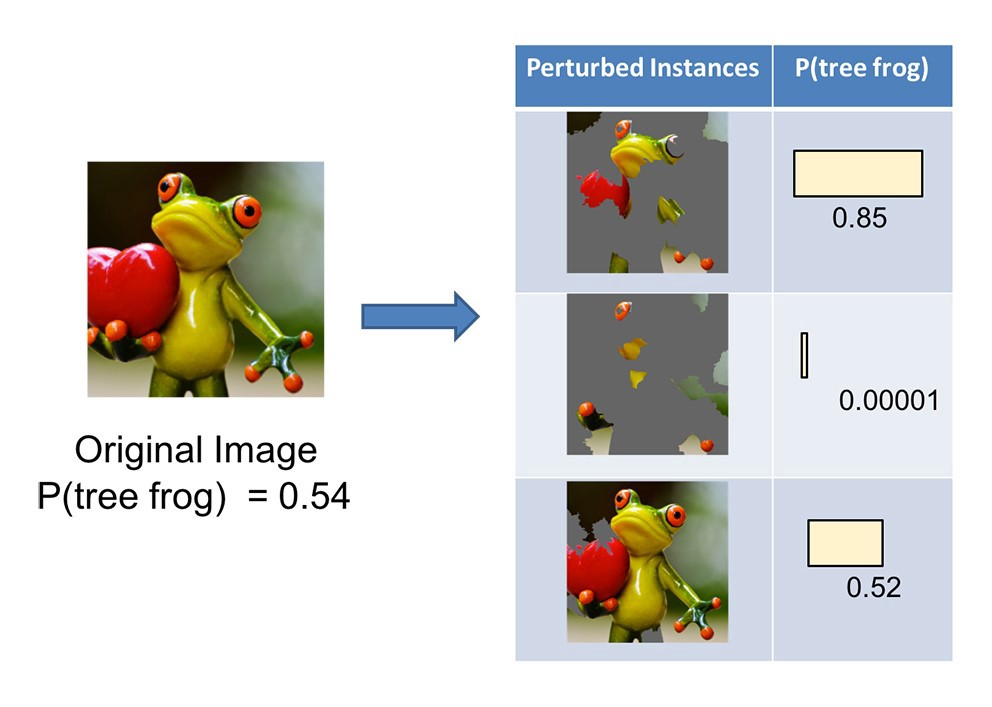 Perturbed Instances
P(tree frog)
0.85
0.00001
0.52
Original Image
P(tree frog) = 0.54